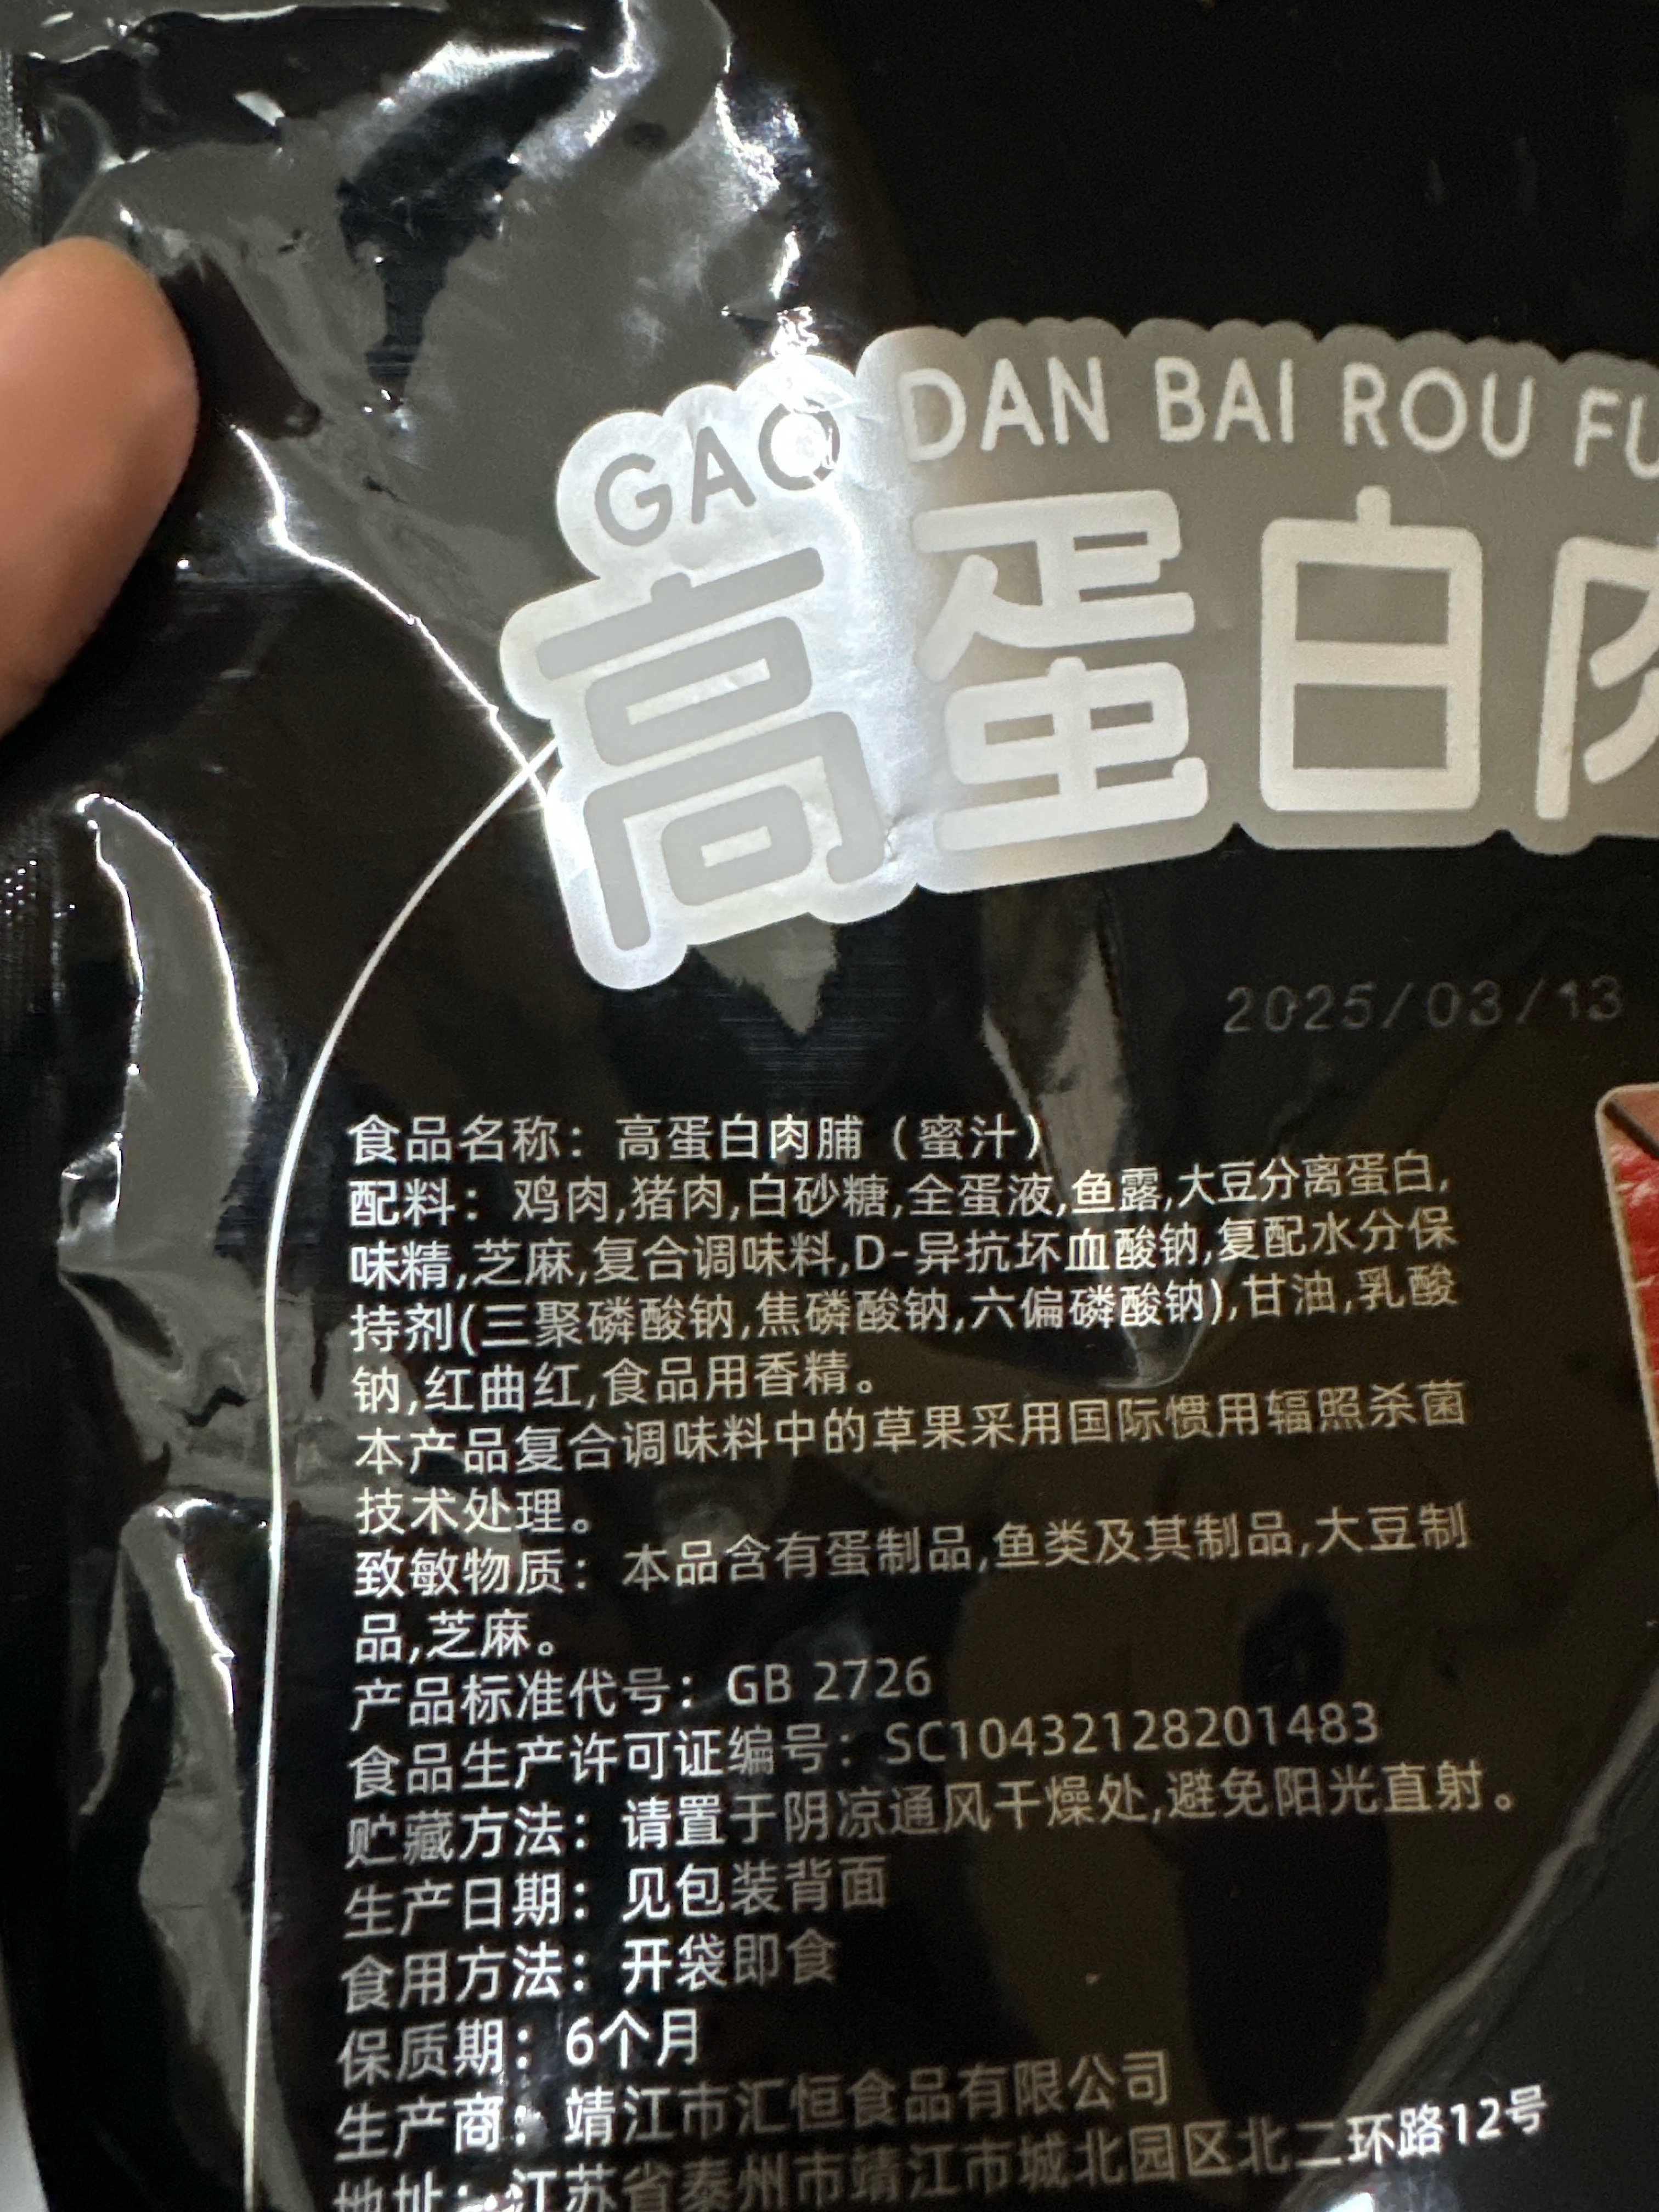 GAO DAN BAI ROU FU
高蛋白肉
2025/03/13
食品名称：高蛋白肉脯（蜜汁）
配料：鸡肉,猪肉,白砂糖,全蛋液,鱼露,大豆分离蛋白,
味精,芝麻,复合调味料,D-异抗坏血酸钠,复配水分保
持剂(三聚磷酸钠,焦磷酸钠,六偏磷酸钠),甘油,乳酸
钠,红曲红,食品用香精。
本产品复合调味料中的草果采用国际惯用辐照杀菌
技术处理。
致敏物质：本品含有蛋制品,鱼类及其制品,大豆制
品,芝麻。
产品标准代号：GB 2726
食品生产许可证编号：SC10432128201483
贮藏方法：请置于阴凉通风干燥处,避免阳光直射。
生产日期：见包装背面
食用方法：开袋即食
保质期：6个月
生产商：靖江市汇恒食品有限公司
地址：江苏省泰州市靖江市城北园区北二环路12号